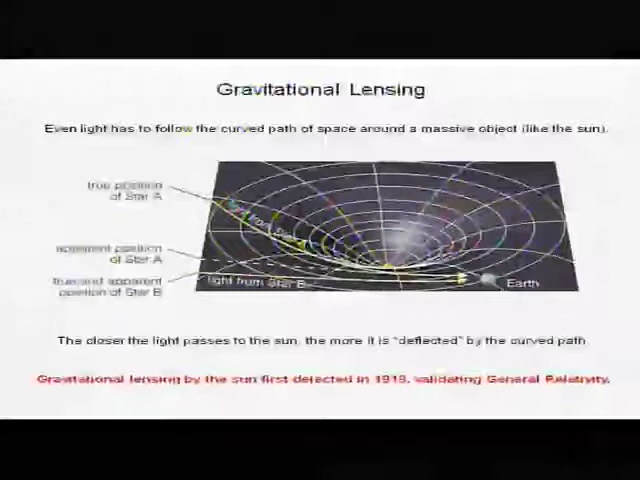 Gravitational Lensing
Even light has to follow the curved path of space around a massive object (like the sun).
true position
of Star A
light from Star A
apparent position
of Star A
true and apparent
position of Star B
light from Star B
Earth
The closer the light passes to the sun, the more it is "deflected" by the curved path
Gravitational lensing by the sun first detected in 1919, validating General Relativity.